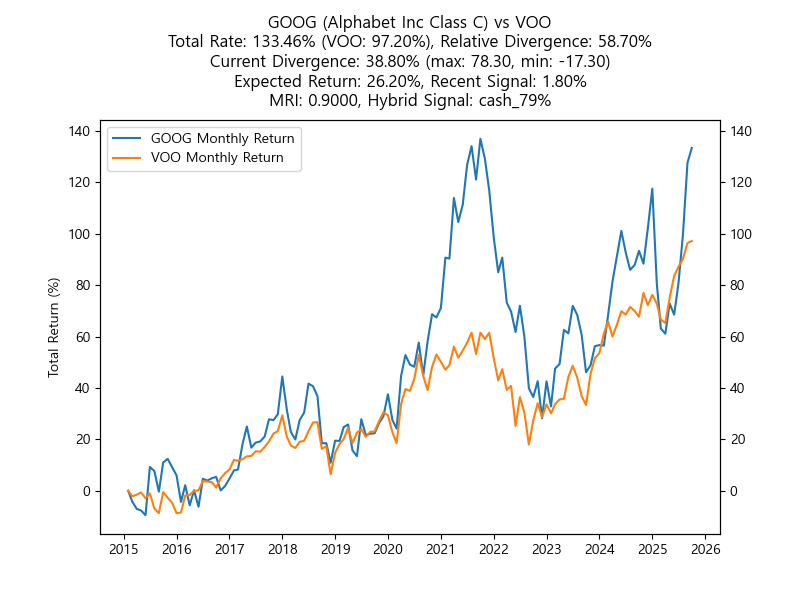 GOOG (Alphabet Inc Class C) vs VOO
Total Rate: 133.46% (VOO: 97.20%), Relative Divergence: 58.70%
Current Divergence: 38.80% (max: 78.30, min: -17.30)
Expected Return: 26.20%, Recent Signal: 1.80%
MRI: 0.9000, Hybrid Signal: cash_79%
GOOG Monthly Return
VOO Monthly Return
Total Return (%)
140 140
120 120
100 100
80 80
60 60
40 40
20 20
0 0
2015 2016 2017 2018 2019 2020 2021 2022 2023 2024 2025 2026